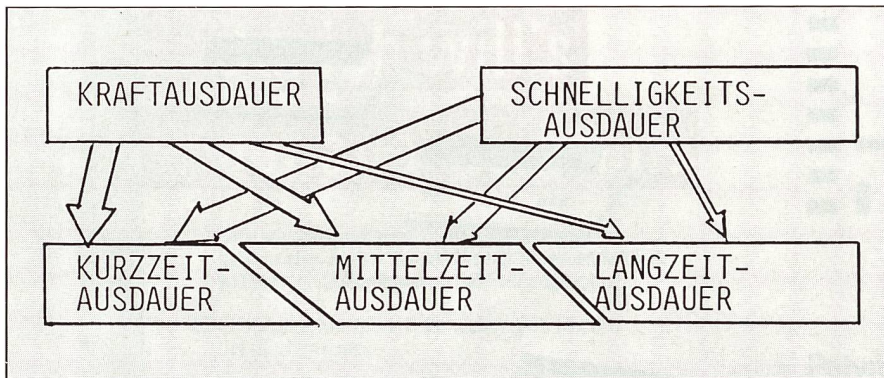 KRAFTAUSDAUER
SCHNELLIGKEITS-
AUSDAUER
KURZZEIT-
AUSDAUER
MITTELZEIT-
AUSDAUER
LANGZEIT-
AUSDAUER